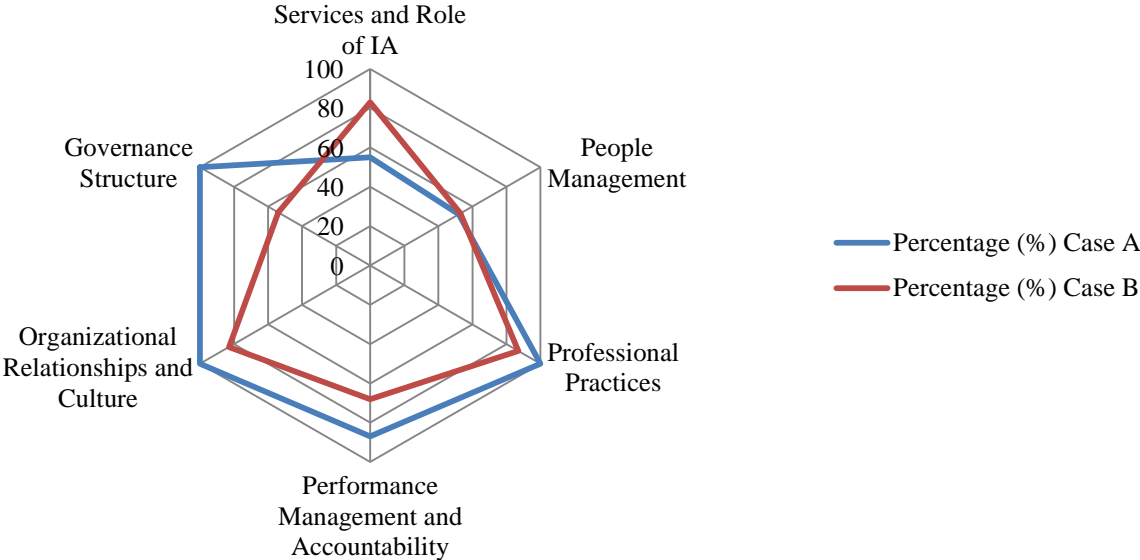 Services and Role
of IA
100
80
60
40
20
0
People
Management
Professional
Practices
Performance
Management and
Accountability
Organizational
Relationships and
Culture
Governance
Structure
Percentage (%) Case A
Percentage (%) Case B